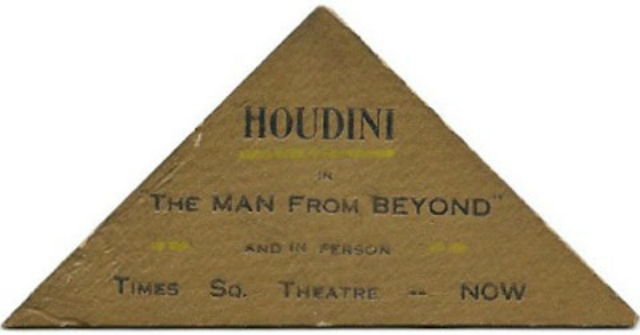 HOUDINI
IN
"THE MAN FROM BEYOND"
AND IN PERSON
TIMES SQ. THEATRE -- NOW